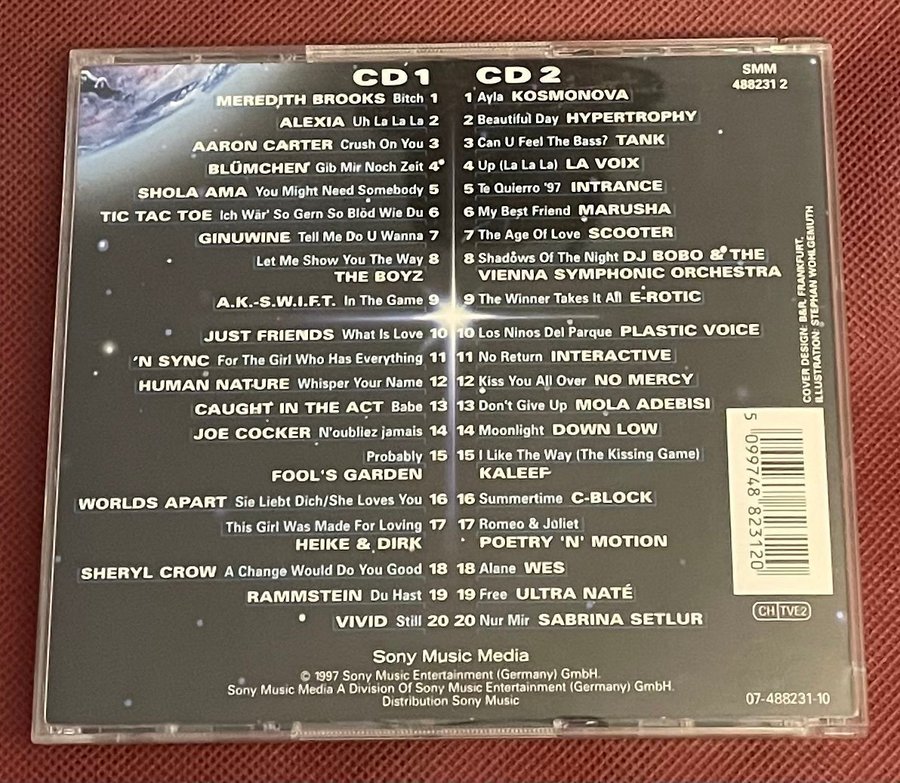 CD 1
MEREDITH BROOKS Bitch 1
ALEXIA Uh La La La 2
AARON CARTER Crush On You 3
BLÜMCHEN Gib Mir Noch Zeit 4
SHOLA AMA You Might Need Somebody 5
TIC TAC TOE Ich Wär' So Gern So Blöd Wie Du 6
GINUWINE Tell Me Do U Wanna 7
Let Me Show You The Way 8
THE BOYZ
A.K.-S.W.I.F.T. In The Game 9
JUST FRIENDS What Is Love 10
'N SYNC For The Girl Who Has Everything 11
HUMAN NATURE Whisper Your Name 12
CAUGHT IN THE ACT Babe 13
JOE COCKER N'oubliez jamais 14
Probably 15
FOOL'S GARDEN
WORLDS APART Sie Liebt Dich/She Loves You 16
This Girl Was Made For Loving 17
HEIKE & DIRK
SHERYL CROW A Change Would Do You Good 18
RAMMSTEIN Du Hast 19
VIVID Still 20
CD 2
1 Ayla KOSMONOVA
2 Beautiful Day HYPERTROPHY
3 Can U Feel The Bass? TANK
4 Up (La La La) LA VOIX
5 Te Quierro '97 INTRANCE
6 My Best Friend MARUSHA
7 The Age Of Love SCOOTER
8 Shadows Of The Night DJ BOBO & THE
VIENNA SYMPHONIC ORCHESTRA
9 The Winner Takes It All E-ROTIC
10 Los Ninos Del Parque PLASTIC VOICE
11 No Return INTERACTIVE
12 Kiss You All Over NO MERCY
13 Don't Give Up MOLA ADEBISI
14 Moonlight DOWN LOW
15 I Like The Way (The Kissing Game)
KALEEF
16 Summertime C-BLOCK
17 Romeo & Juliet
POETRY 'N' MOTION
18 Alane WES
19 Free ULTRA NATÉ
20 Nur Mir SABRINA SETLUR
SMM
488231 2
COVER DESIGN: B&R, FRANKFURT,
ILLUSTRATION: STEPHAN WOHLGEMUTH
5 099748 823120
CH TVE2
Sony Music Media
© 1997 Sony Music Entertainment (Germany) GmbH.
Sony Music Media A Division Of Sony Music Entertainment (Germany) GmbH.
Distribution Sony Music
07-488231-10